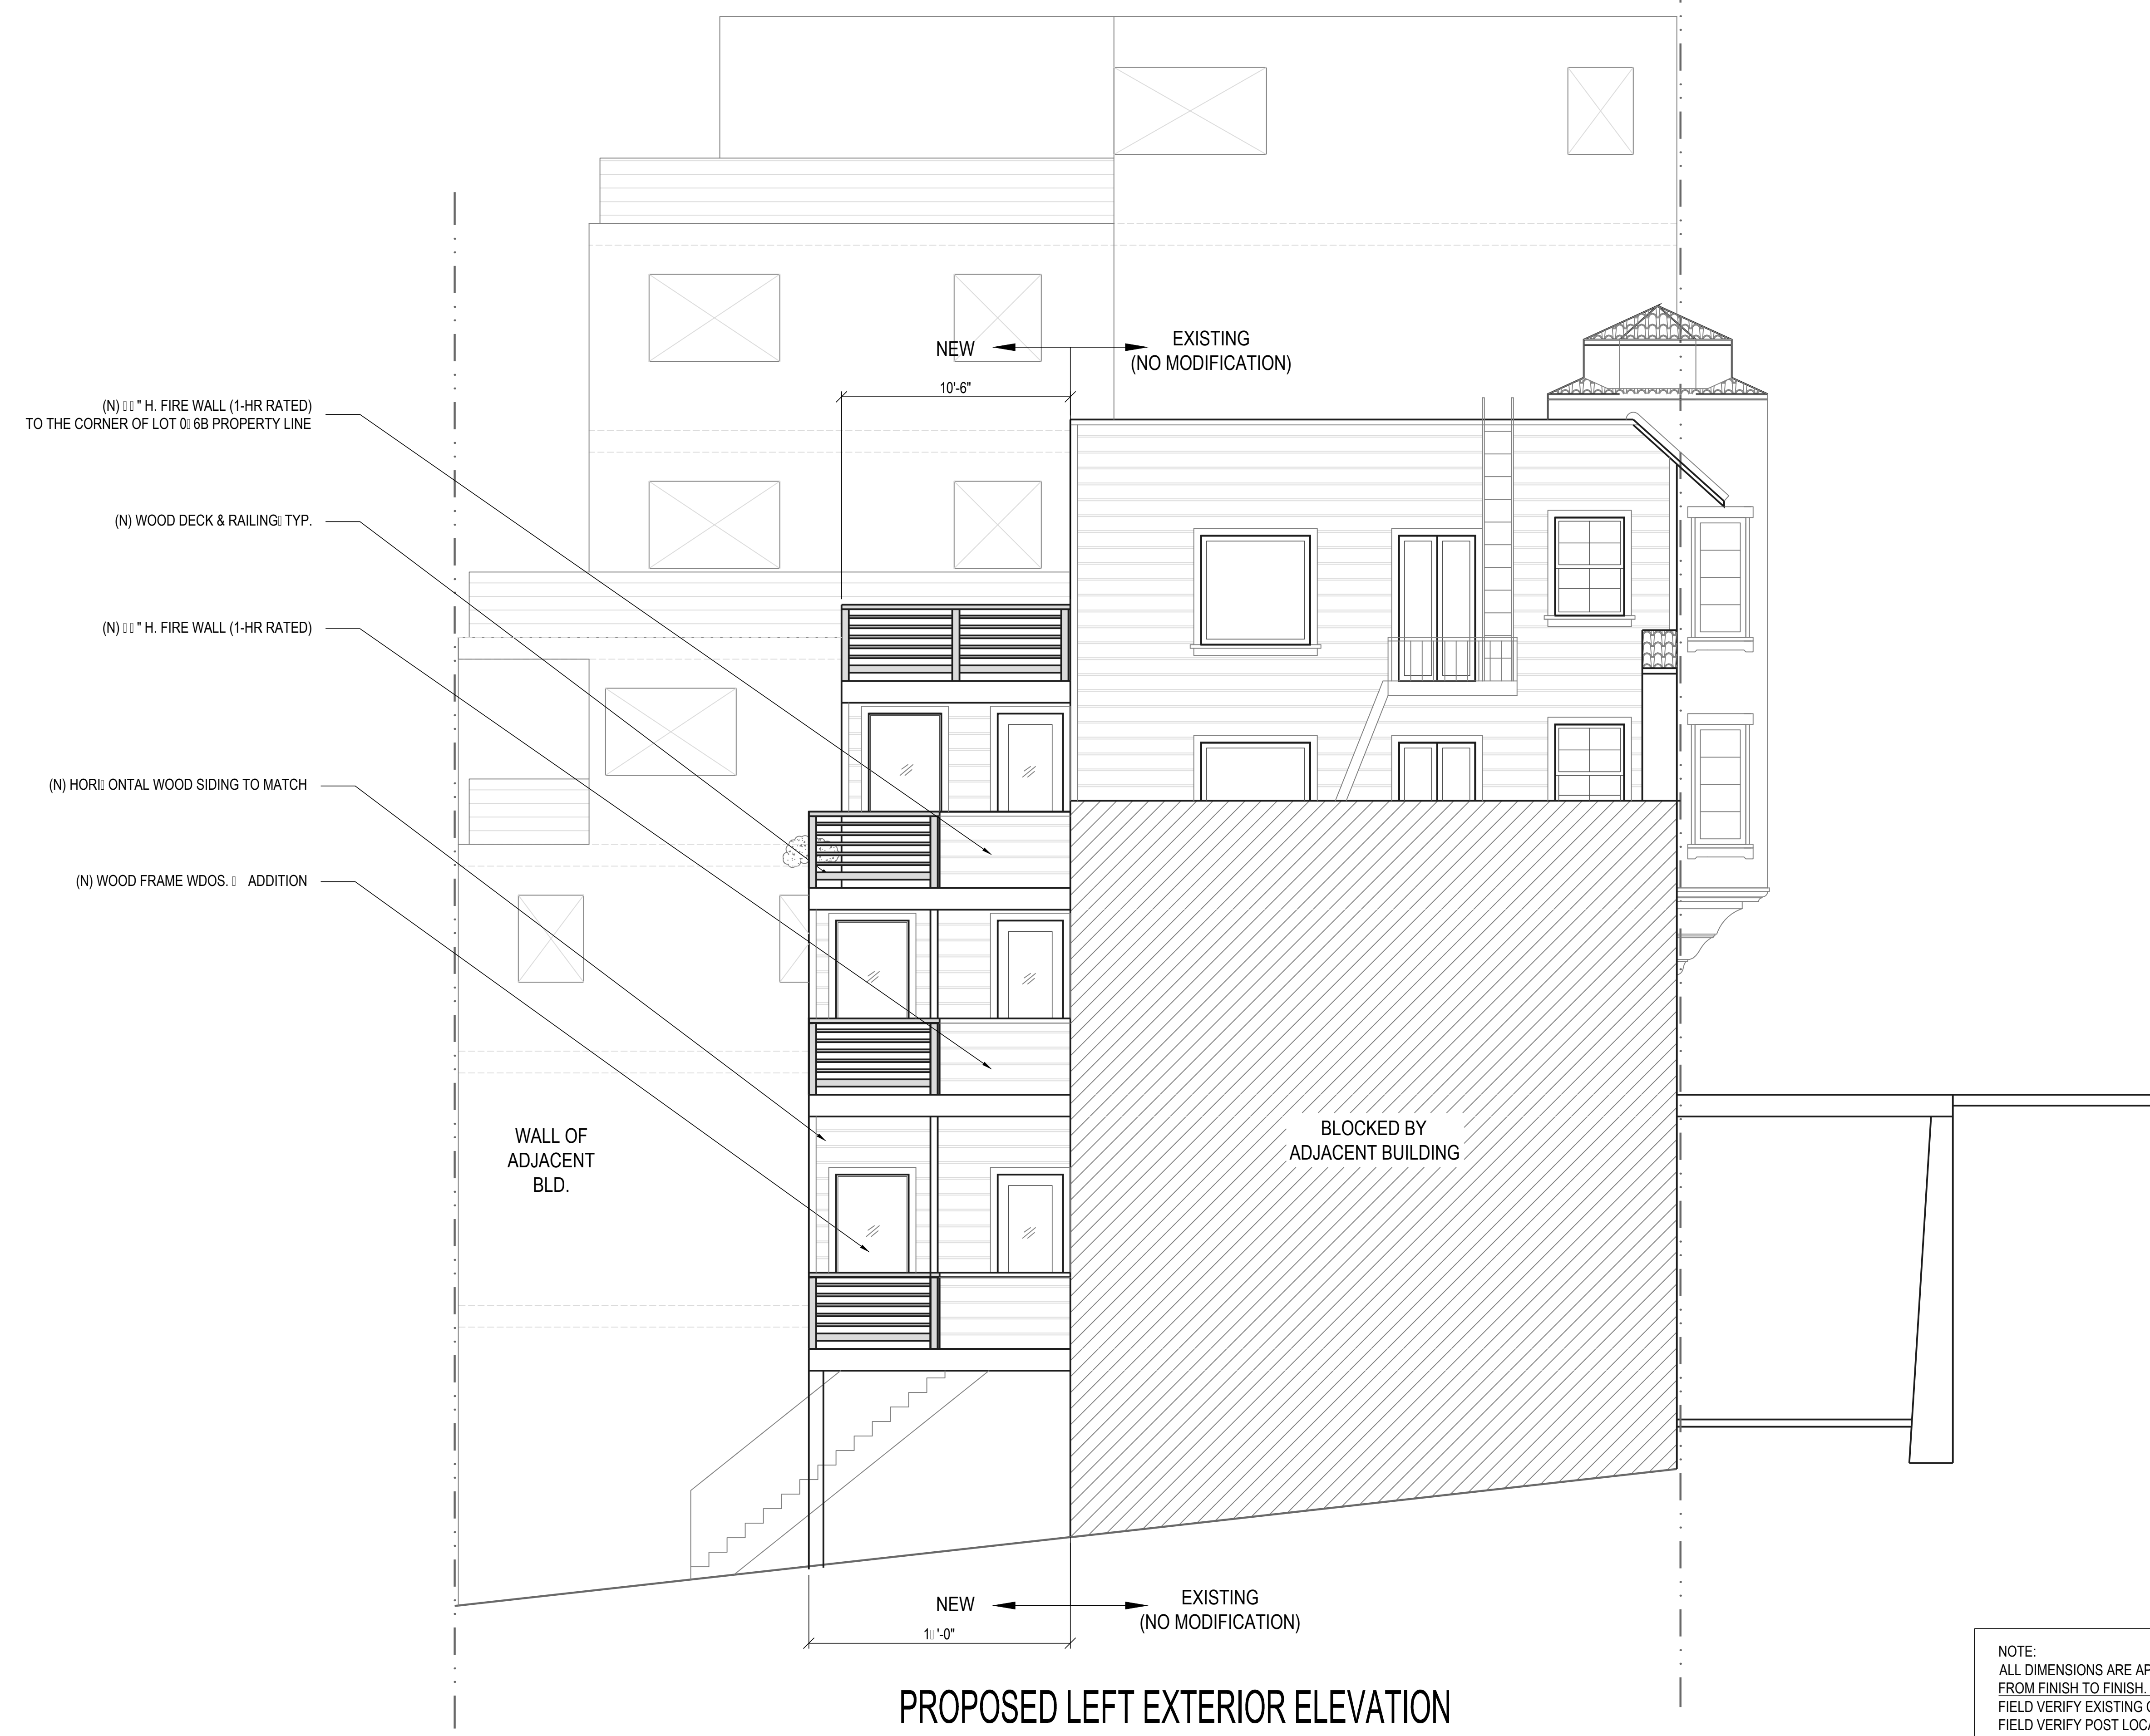 NEW
EXISTING
(NO MODIFICATION)
10'-6"
(N) " H. FIRE WALL (1-HR RATED)
TO THE CORNER OF LOT 0▯6B PROPERTY LINE
(N) WOOD DECK & RAILING▯ TYP.
(N) ▯▯" H. FIRE WALL (1-HR RATED)
(N) HORI▯ONTAL WOOD SIDING TO MATCH
(N) WOOD FRAME WDOS. ▯ ADDITION
WALL OF
ADJACENT
BLD.
BLOCKED BY
ADJACENT BUILDING
NEW
EXISTING
(NO MODIFICATION)
1▯'-0"
PROPOSED LEFT EXTERIOR ELEVATION
NOTE:
ALL DIMENSIONS ARE AP
FROM FINISH TO FINISH.
FIELD VERIFY EXISTING
FIELD VERIFY POST LOCA